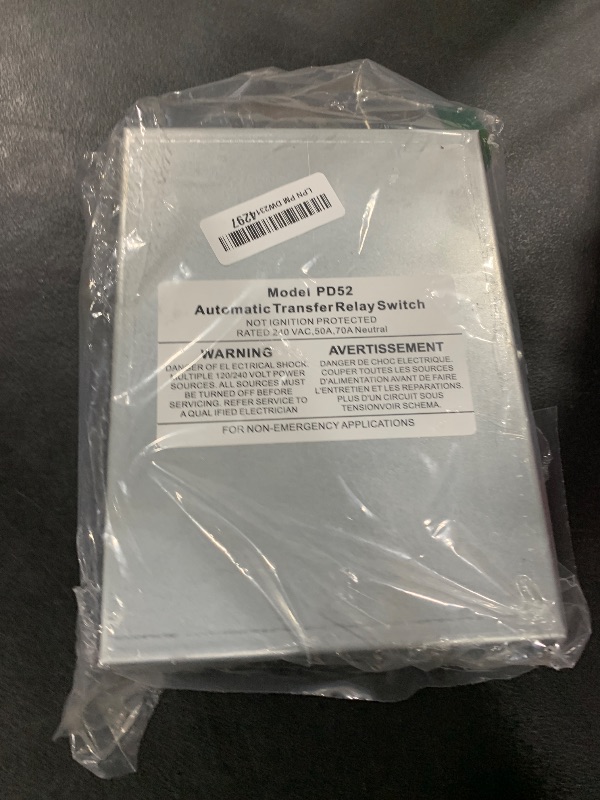 LPN PM OW2314297
Model PD52
Automatic Transfer Relay Switch
NOT IGNITION PROTECTED
RATED 240 VAC,50A,70A Neutral
WARNING
DANGER OF ELECTRICAL SHOCK.
MULTIPLE 120/240 VOLT POWER
SOURCES. ALL SOURCES MUST
BE TURNED OFF BEFORE
SERVICING. REFER SERVICE TO
A QUALIFIED ELECTRICIAN
AVERTISSEMENT
DANGER DE CHOC ELECTRIQUE.
COUPER TOUTES LES SOURCES
D'ALIMENTATION AVANT DE FAIRE
L'ENTRETIEN ET LES REPARATIONS.
PLUS D'UN CIRCUIT SOUS
TENSIONVOIR SCHEMA.
FOR NON-EMERGENCY APPLICATIONS